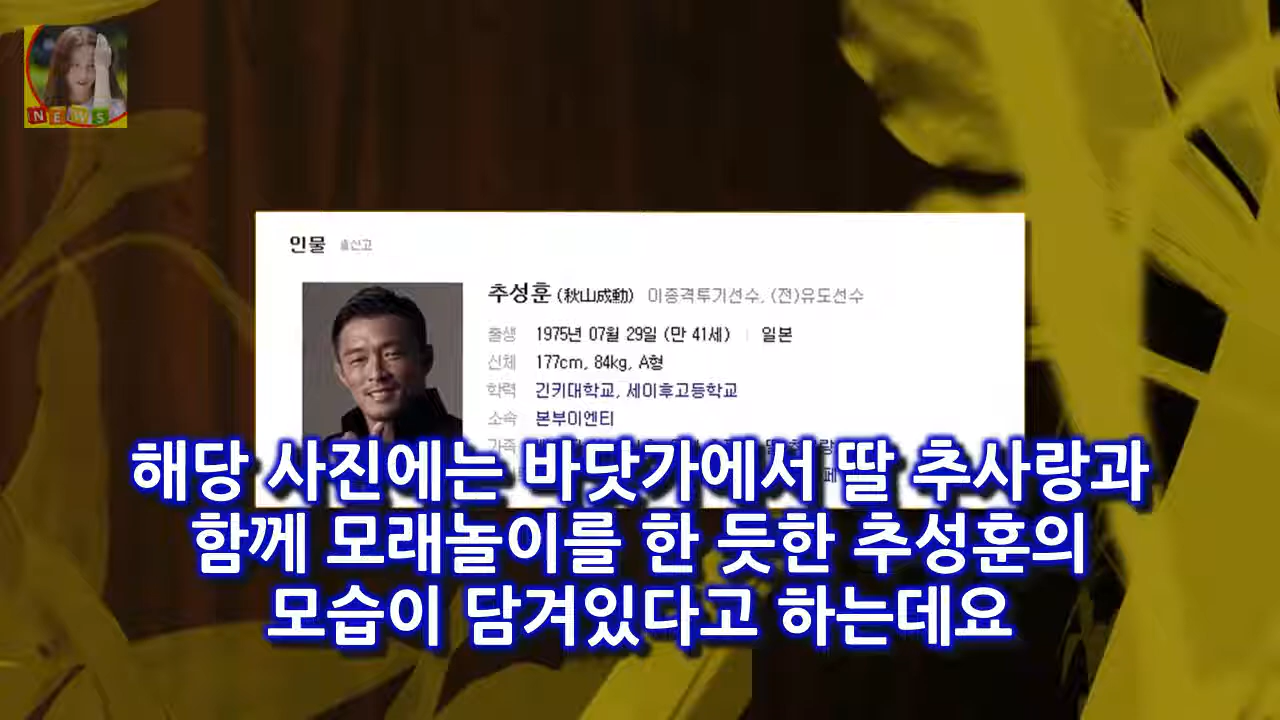 NEWS
인물
추성훈 (秋山成勳) 이종격투기선수, (전)유도선수
출생 1975년 07월 29일 (만 41세) 일본
신체 177cm, 84kg, A형
학력 긴키대학교, 세이후고등학교
소속 본부이엔티
가족
해당 사진에는 바닷가에서 딸 추사랑과
함께 모래놀이를 한 듯한 추성훈의
모습이 담겨있다고 하는데요